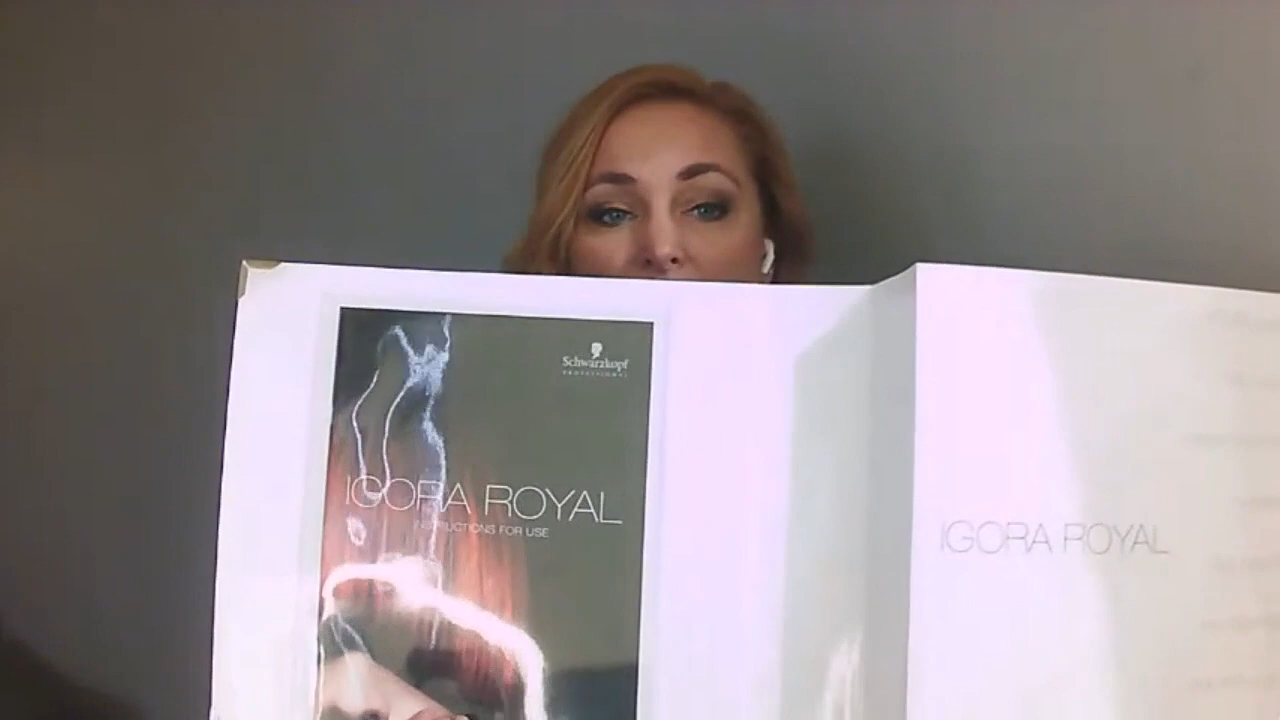 Schwarzkopf
PROFESSIONAL
IGORA ROYAL
INSTRUCTIONS FOR USE
IGORA ROYAL